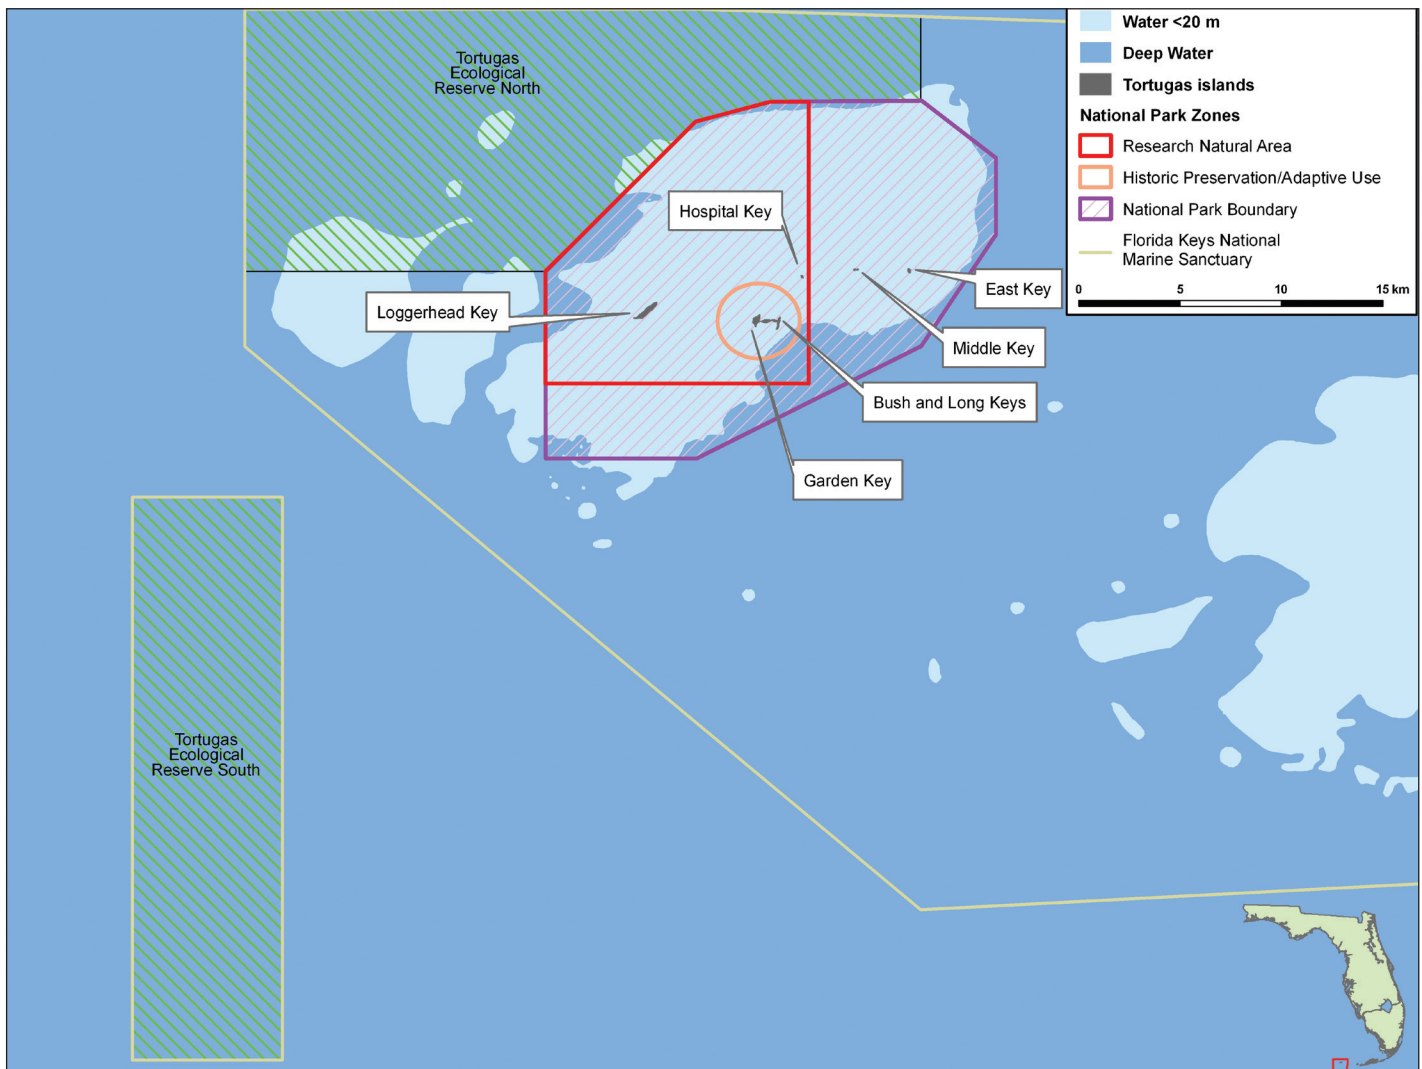 Tortugas
Ecological
Reserve North
Water <20 m
Deep Water
Tortugas islands
National Park Zones
Research Natural Area
Historic Preservation/Adaptive Use
National Park Boundary
Florida Keys National
Marine Sanctuary
0 5 10 15 km
Hospital Key
East Key
Loggerhead Key
Middle Key
Bush and Long Keys
Garden Key
Tortugas
Ecological
Reserve South